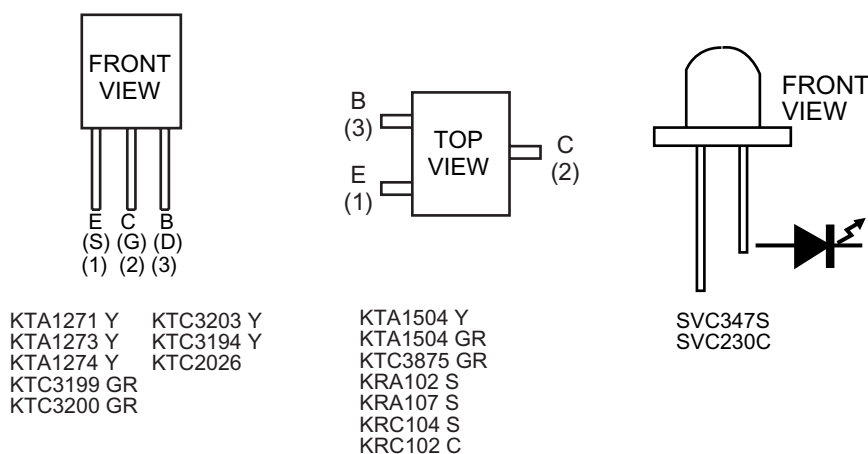 FRONT
VIEW
E C B
(S) (G) (D)
(1) (2) (3)
KTA1271 Y KTC3203 Y
KTA1273 Y KTC3194 Y
KTA1274 Y KTC2026
KTC3199 GR
KTC3200 GR
B
(3)
E
(1)
TOP
VIEW
C
(2)
KTA1504 Y
KTA1504 GR
KTC3875 GR
KRA102 S
KRA107 S
KRC104 S
KRC102 C
FRONT
VIEW
SVC347S
SVC230C